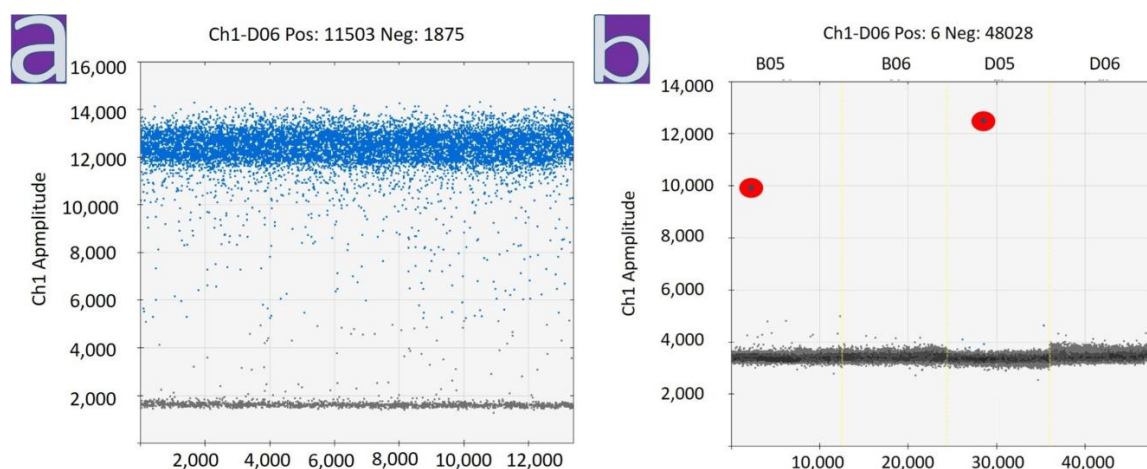 a
Ch1-D06 Pos: 11503 Neg: 1875
16,000
14,000
12,000
10,000
8,000
6,000
4,000
2,000
Ch1 Apmplitude
2,000 4,000 6,000 8,000 10,000 12,000
b
Ch1-D06 Pos: 6 Neg: 48028
B05 B06 D05 D06
14,000
12,000
10,000
8,000
6,000
4,000
2,000
Ch1 Apmplitude
10,000 20,000 30,000 40,000